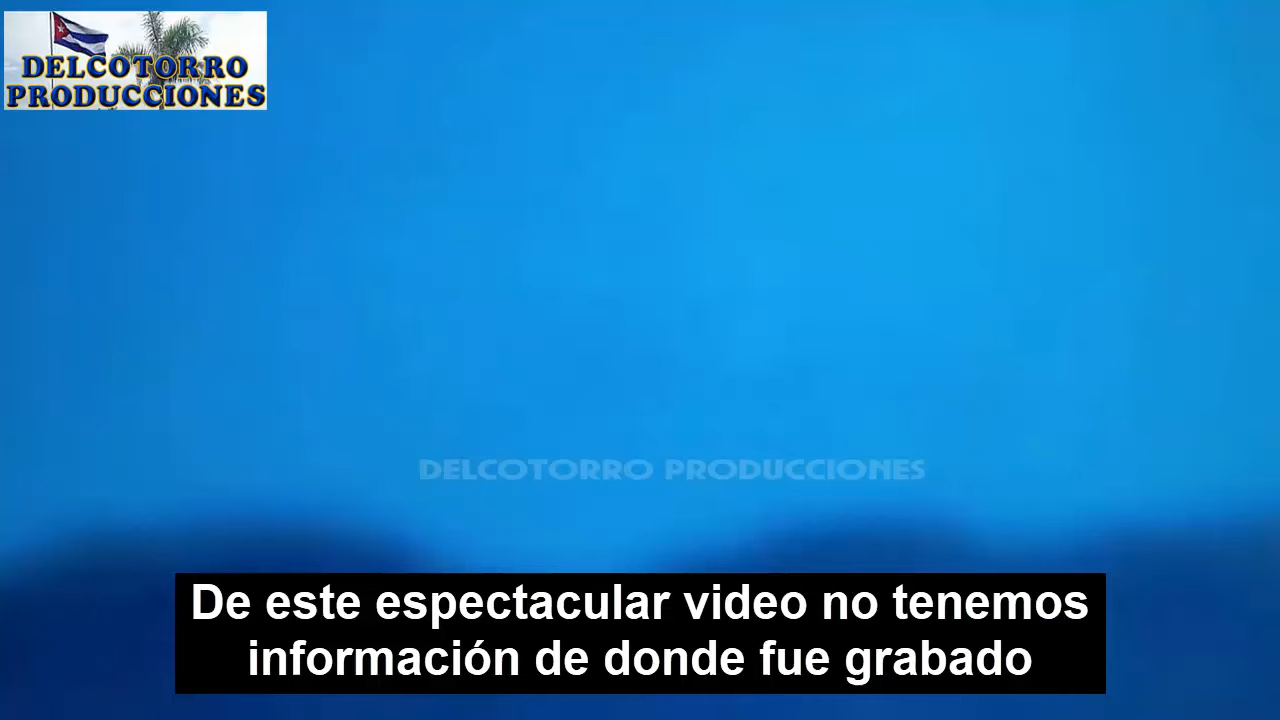 DELCOTORRO
PRODUCCIONES
DELCOTORRO PRODUCCIONES
De este espectacular video no tenemos
información de donde fue grabado